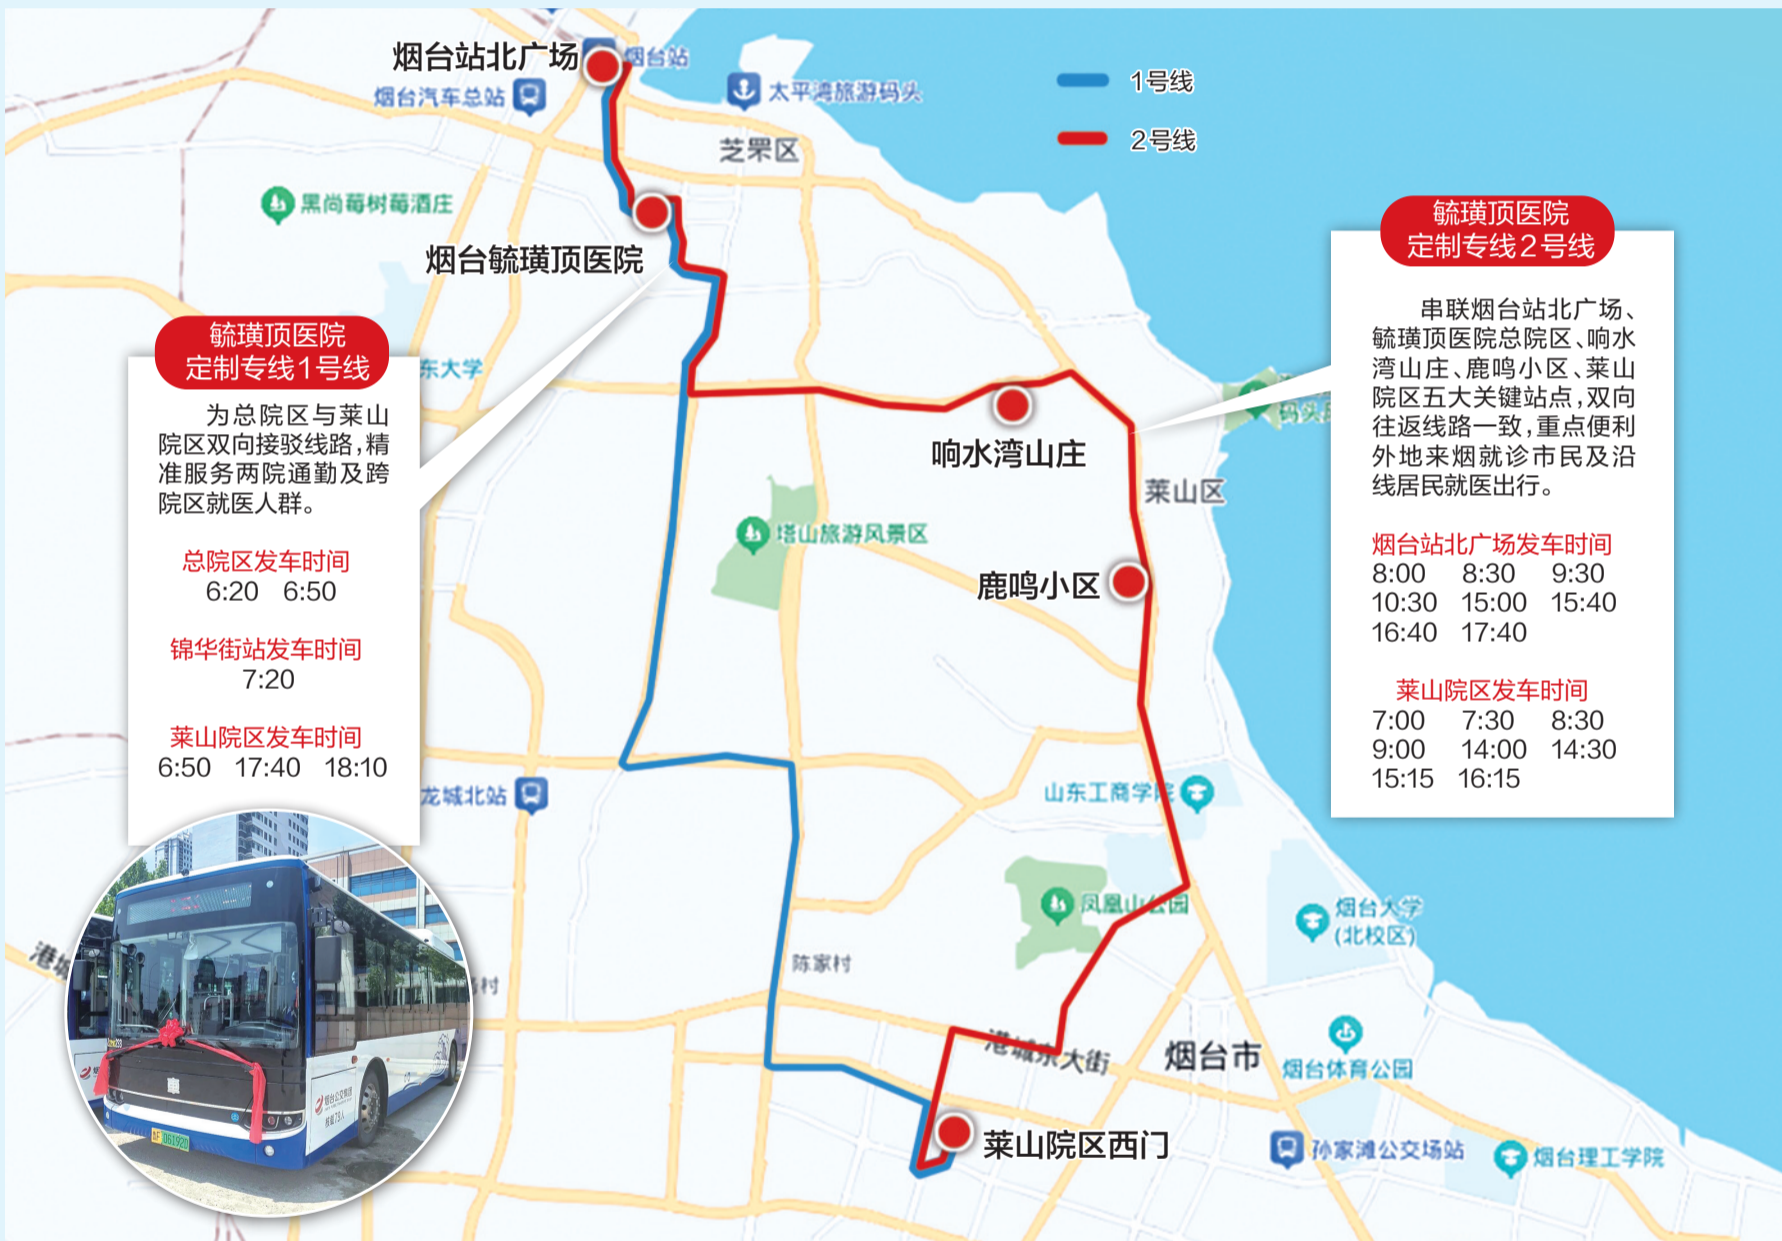 烟台站北广场
烟台站
烟台汽车总站
太平湾旅游码头
1号线
2号线
芝罘区
黑尚莓树莓酒庄
烟台毓璜顶医院
毓璜顶医院
定制专线1号线
为总院区与莱山
院区双向接驳线路,精
准服务两院通勤及跨
院区就医人群。
总院区发车时间
6:20 6:50
锦华街站发车时间
7:20
莱山院区发车时间
6:50 17:40 18:10
毓璜顶医院
定制专线2号线
串联烟台站北广场、
毓璜顶医院总院区、响水
湾山庄、鹿鸣小区、莱山
院区五大关键站点,双向
往返线路一致,重点便利
外地来烟就诊市民及沿
线居民就医出行。
烟台站北广场发车时间
8:00 8:30 9:30
10:30 15:00 15:40
16:40 17:40
莱山院区发车时间
7:00 7:30 8:30
9:00 14:00 14:30
15:15 16:15
东大学
码头
响水湾山庄
莱山区
塔山旅游风景区
鹿鸣小区
龙城北站
山东工商学院
凤凰山公园
烟台大学
(北校区)
陈家村
村
港城
港城东大街
烟台市
烟台体育公园
莱山院区西门
孙家滩公交场站
烟台理工学院
烟台公交集团